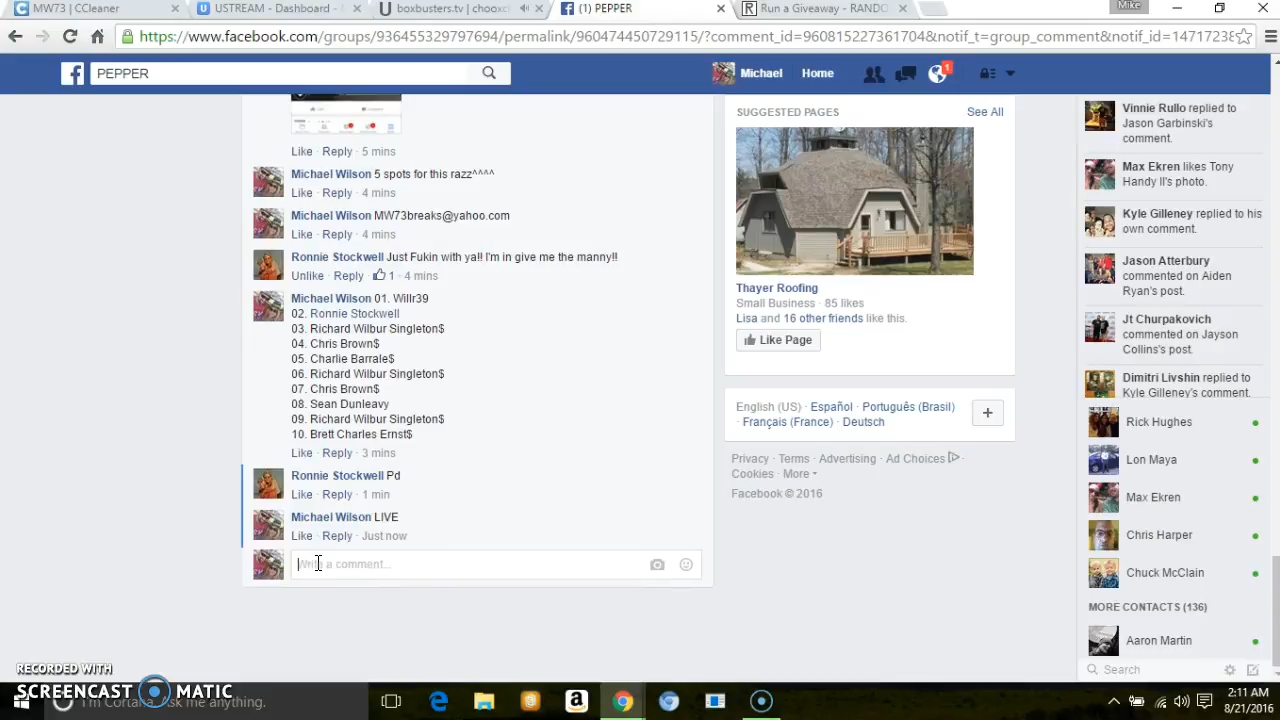 MW73 | CCleaner
USTREAM - Dashboard -
boxbusters.tv | chooxcl
(1) PEPPER
Run a Giveaway - RANDO
Mike
https://www.facebook.com/groups/936455329797694/permalink/960474450729115/?comment_id=960815227361704&notif_t=group_comment&notif_id=14717238
PEPPER
Michael
Home
1
Like · Reply · 5 mins
Michael Wilson 5 spots for this razz^^^^
Like · Reply · 4 mins
Michael Wilson MW73breaks@yahoo.com
Like · Reply · 4 mins
Ronnie Stockwell Just Fukin with ya!! I'm in give me the manny!!
Unlike · Reply · 1 · 4 mins
Michael Wilson 01. Willr39
02. Ronnie Stockwell
03. Richard Wilbur Singleton$
04. Chris Brown$
05. Charlie Barrale$
06. Richard Wilbur Singleton$
07. Chris Brown$
08. Sean Dunleavy
09. Richard Wilbur Singleton$
10. Brett Charles Ernst$
Like · Reply · 3 mins
Ronnie Stockwell Pd
Like · Reply · 1 min
Michael Wilson LIVE
Like · Reply · Just now
Write a comment...
SUGGESTED PAGES
See All
Thayer Roofing
Small Business · 85 likes
Lisa and 16 other friends like this.
Like Page
English (US) · Español · Português (Brasil) · Français (France) · Deutsch
Privacy · Terms · Advertising · Ad Choices ·
Cookies · More
Facebook © 2016
Vinnie Rullo replied to Jason Garbinski's comment.
Max Ekren likes Tony Handy II's photo.
Kyle Gilleney replied to his own comment.
Jason Atterbury commented on Aiden Ryan's post.
Jt Churpakovich commented on Jayson Collins's post.
Dimitri Livshin replied to Kyle Gilleney's comment.
Rick Hughes
Lon Maya
Max Ekren
Chris Harper
Chuck McClain
MORE CONTACTS (136)
Aaron Martin
Search
RECORDED WITH
SCREENCAST MATIC
I'm Cortana. Ask me anything.
2:11 AM
8/21/2016